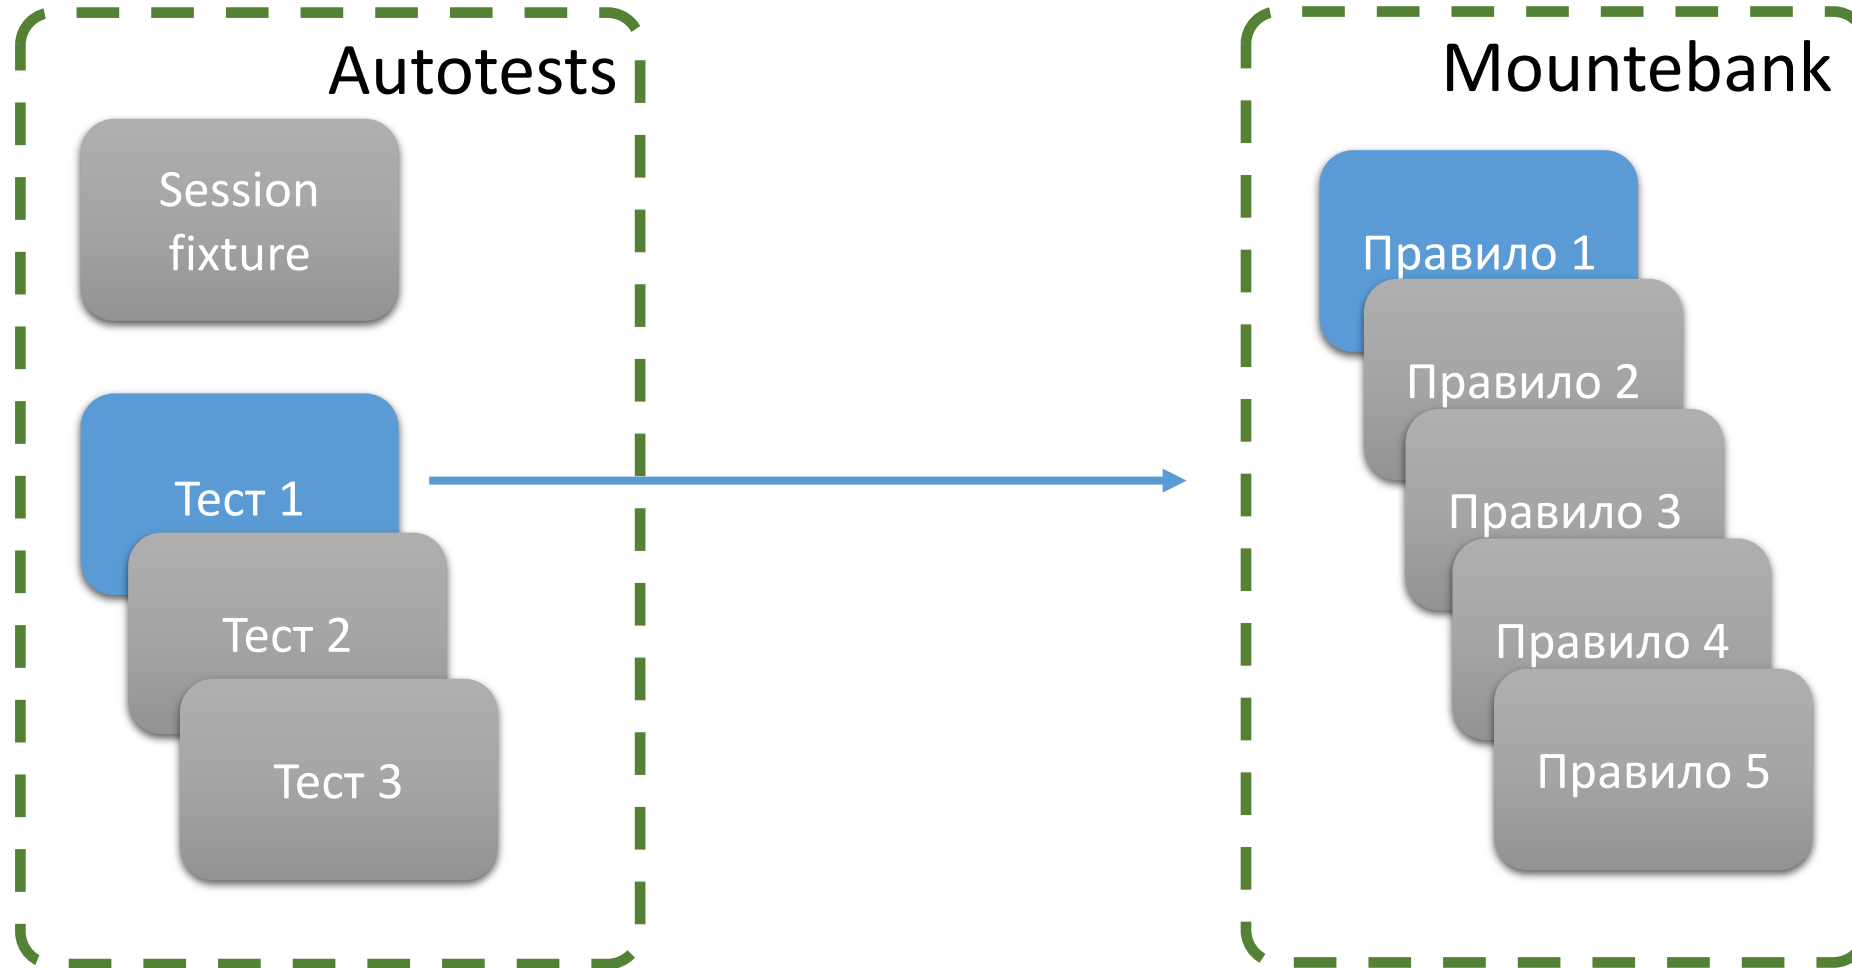 Autotests
Session
fixture
Тест 1
Тест 2
Тест 3
Mountebank
Правило 1
Правило 2
Правило 3
Правило 4
Правило 5